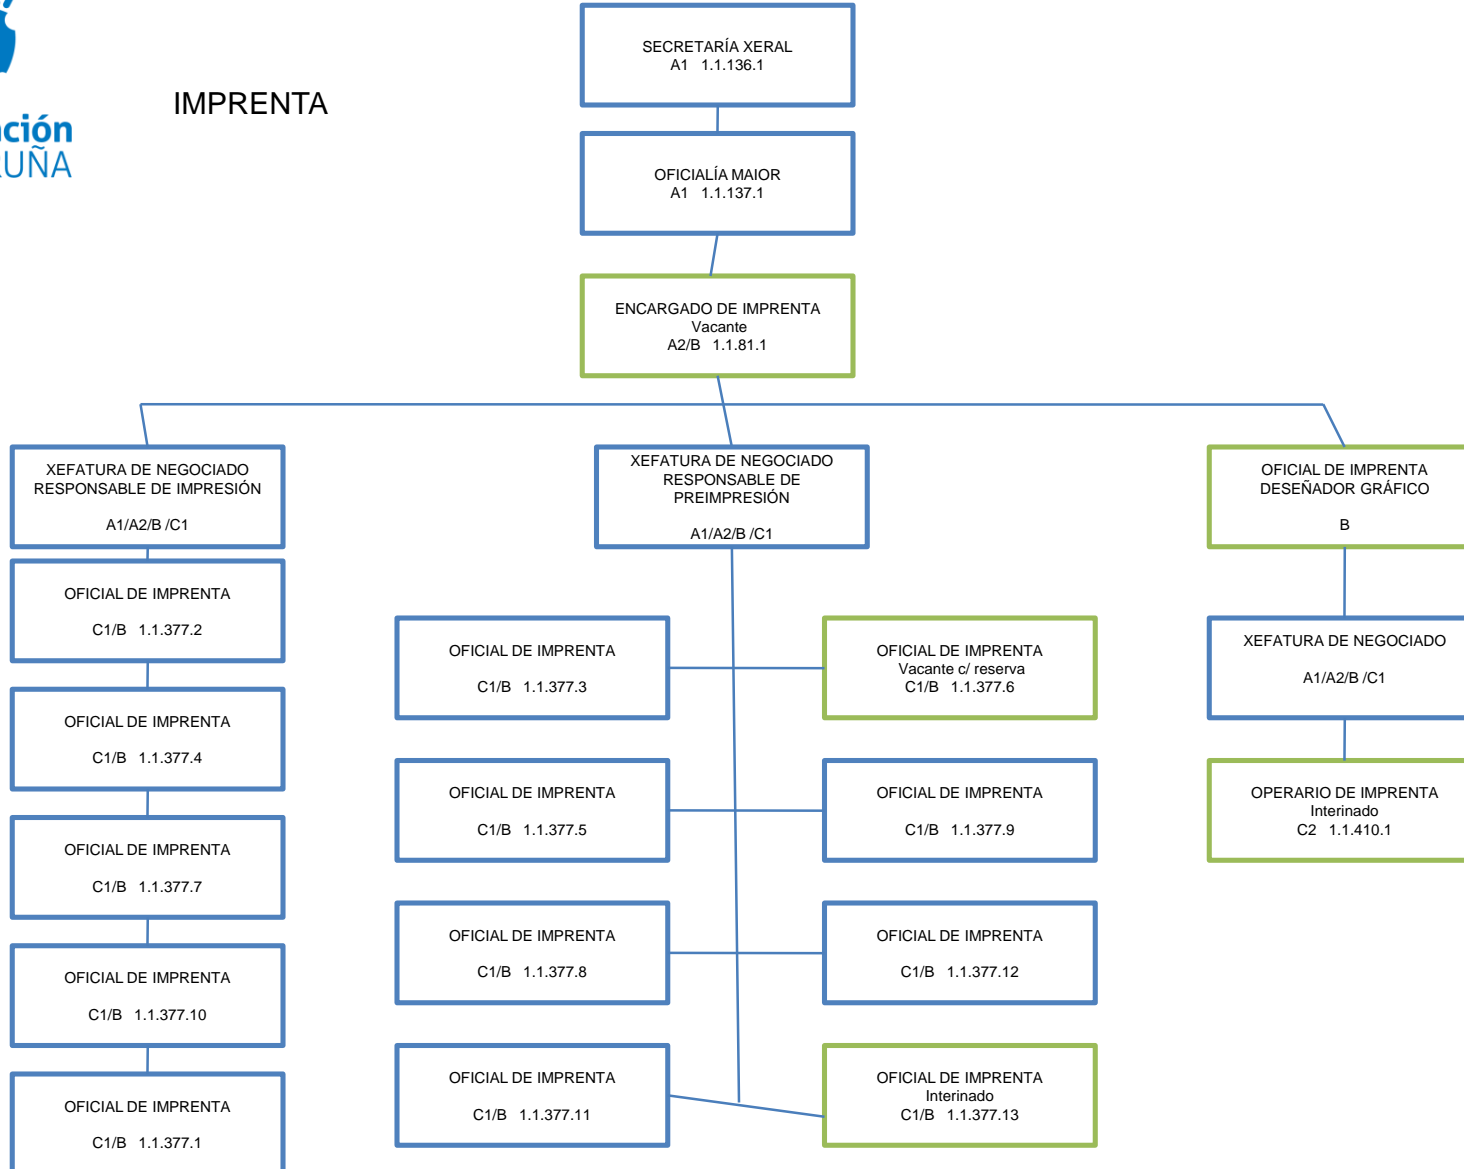 ción
UÑA
IMPRENTA
SECRETARÍA XERAL
A1 1.1.136.1
OFICIALÍA MAIOR
A1 1.1.137.1
ENCARGADO DE IMPRENTA
Vacante
A2/B 1.1.81.1
XEFATURA DE NEGOCIADO
RESPONSABLE DE IMPRESIÓN
A1/A2/B /C1
OFICIAL DE IMPRENTA
C1/B 1.1.377.2
OFICIAL DE IMPRENTA
C1/B 1.1.377.4
OFICIAL DE IMPRENTA
C1/B 1.1.377.7
OFICIAL DE IMPRENTA
C1/B 1.1.377.10
OFICIAL DE IMPRENTA
C1/B 1.1.377.1
XEFATURA DE NEGOCIADO
RESPONSABLE DE
PREIMPRESIÓN
A1/A2/B /C1
OFICIAL DE IMPRENTA
C1/B 1.1.377.3
OFICIAL DE IMPRENTA
Vacante c/ reserva
C1/B 1.1.377.6
OFICIAL DE IMPRENTA
C1/B 1.1.377.5
OFICIAL DE IMPRENTA
C1/B 1.1.377.9
OFICIAL DE IMPRENTA
C1/B 1.1.377.8
OFICIAL DE IMPRENTA
C1/B 1.1.377.12
OFICIAL DE IMPRENTA
C1/B 1.1.377.11
OFICIAL DE IMPRENTA
Interinado
C1/B 1.1.377.13
OFICIAL DE IMPRENTA
DESEÑADOR GRÁFICO
B
XEFATURA DE NEGOCIADO
A1/A2/B /C1
OPERARIO DE IMPRENTA
Interinado
C2 1.1.410.1